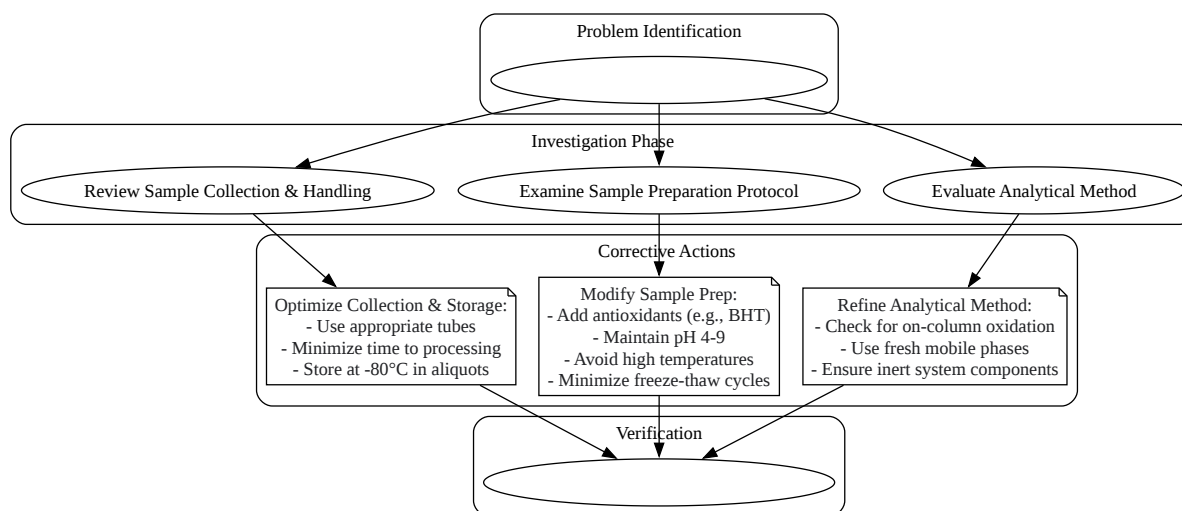 Problem Identification
Investigation Phase
Review Sample Collection & Handling
Examine Sample Preparation Protocol
Evaluate Analytical Method
Corrective Actions
Optimize Collection & Storage:
- Use appropriate tubes
- Minimize time to processing
- Store at -80°C in aliquots
Modify Sample Prep:
- Add antioxidants (e.g., BHT)
- Maintain pH 4-9
- Avoid high temperatures
- Minimize freeze-thaw cycles
Refine Analytical Method:
- Check for on-column oxidation
- Use fresh mobile phases
- Ensure inert system components
Verification